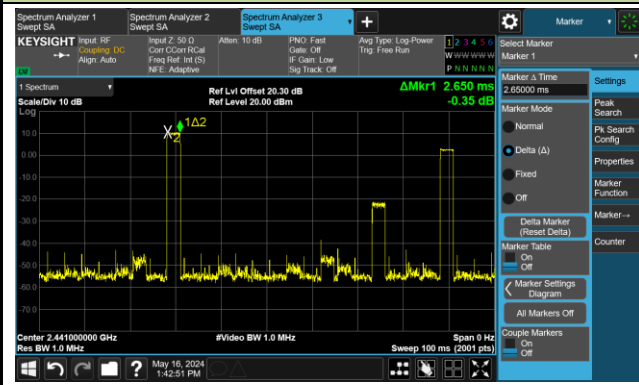 Spectrum Analyzer 1
Swept SA
Spectrum Analyzer 2
Swept SA
Spectrum Analyzer 3
Swept SA
Marker
KEYSIGHT
Input: RF
Coupling: DC
Align: Auto
Input Z: 50 Ω
Corr CCorr RCal
Freq Ref: Int (S)
NFE: Adaptive
Atten: 10 dB
PNO: Fast
Gate: Off
IF Gain: Low
Sig Track: Off
Avg Type: Log-Power
Trig: Free Run
1 2 3 4 5 6
W W W W W W
P N N N N N
Select Marker
Marker 1
1 Spectrum
Scale/Div 10 dB
Log
Ref Lvl Offset 20.30 dB
Ref Level 20.00 dBm
ΔMkr1 2.650 ms
-0.35 dB
10.0
0.00
-10.0
-20.0
-30.0
-40.0
-50.0
-60.0
-70.0
1Δ2
X2
Center 2.441000000 GHz
Res BW 1.0 MHz
#Video BW 1.0 MHz
Span 0 Hz
Sweep 100 ms (2001 pts)
Marker Δ Time
2.65000 ms
Marker Mode
Normal
Delta (Δ)
Fixed
Off
Delta Marker
(Reset Delta)
Marker Table
On
Off
Marker Settings
Diagram
All Markers Off
Couple Markers
On
Off
Settings
Peak
Search
Pk Search
Config
Properties
Marker
Function
Marker→
Counter
May 16, 2024
1:42:51 PM